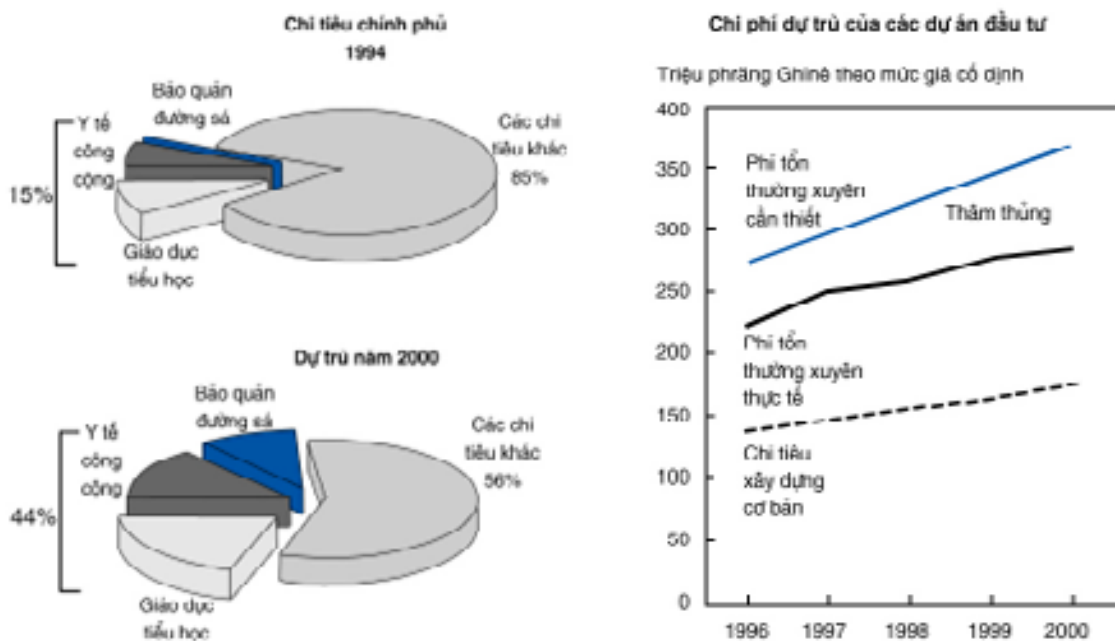 Chi tiêu chính phủ
1994
Bảo quản
đường sá
Y tế
công
cộng
15%
Các chi
tiêu khác
85%
Giáo dục
tiểu học
Dự trù năm 2000
Bảo quản
đường sá
Y tế
công
cộng
44%
Các chi
tiêu khác
56%
Giáo dục
tiểu học
Chi phí dự trù của các dự án đầu tư
Triệu phrăng Ghinê theo mức giá cố định
400
350
300
250
200
150
100
50
0
Phí tổn
thường xuyên
cần thiết
Thâm thủng
Phí tổn
thường xuyên
thực tế
Chi tiêu
xây dựng
cơ bản
1996 1997 1998 1999 2000